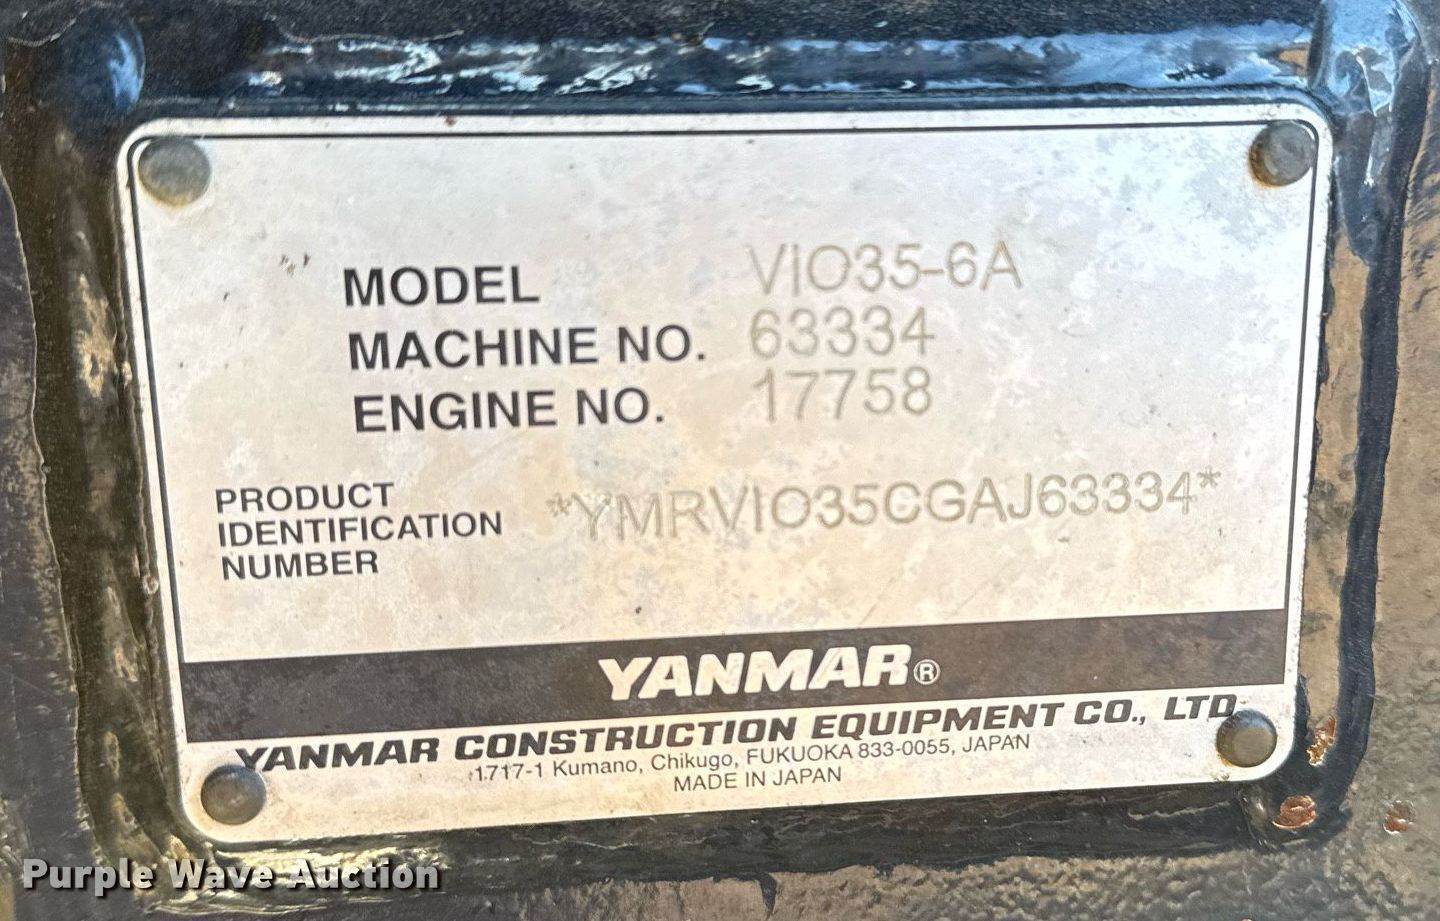 MODEL VIO35-6A
MACHINE NO. 63334
ENGINE NO. 17758
PRODUCT
IDENTIFICATION
NUMBER
*YMRVIO35CGAJ63334*
YANMAR®
YANMAR CONSTRUCTION EQUIPMENT CO., LTD.
1717-1 Kumano, Chikugo, FUKUOKA 833-0055, JAPAN
MADE IN JAPAN
Purple Wave Auction